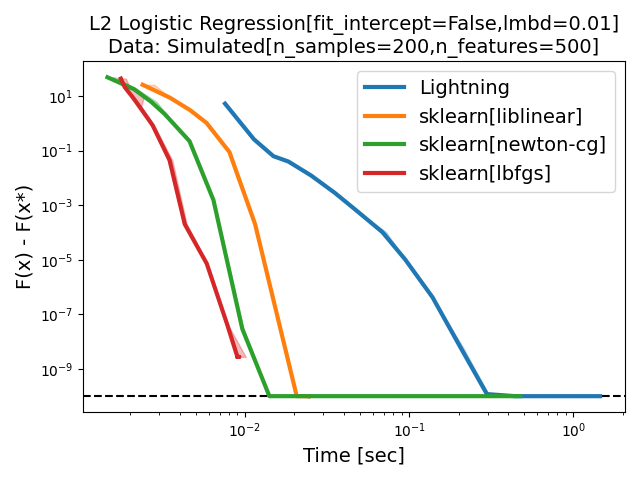 L2 Logistic Regression[fit_intercept=False,lmbd=0.01]
Data: Simulated[n_samples=200,n_features=500]
F(x) - F(x*)
10¹
10⁻¹
10⁻³
10⁻⁵
10⁻⁷
10⁻⁹
Lightning
sklearn[liblinear]
sklearn[newton-cg]
sklearn[lbfgs]
10⁻² 10⁻¹ 10⁰
Time [sec]